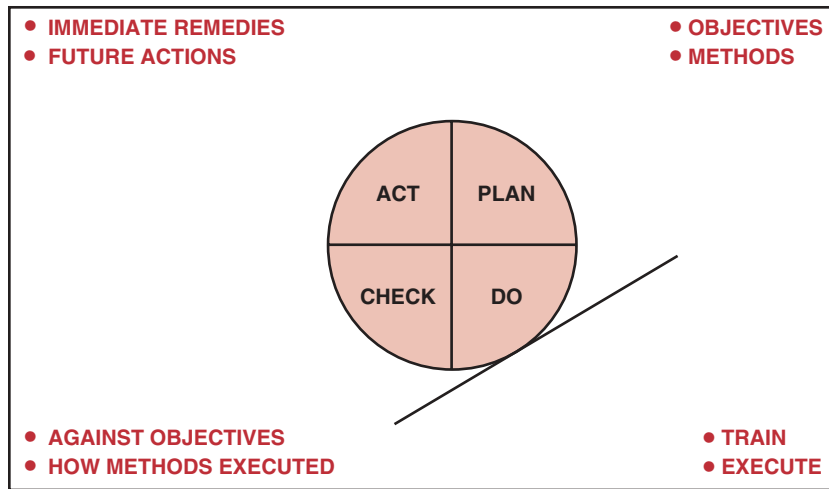 • IMMEDIATE REMEDIES
• FUTURE ACTIONS
• OBJECTIVES
• METHODS
ACT
PLAN
CHECK
DO
• AGAINST OBJECTIVES
• HOW METHODS EXECUTED
• TRAIN
• EXECUTE